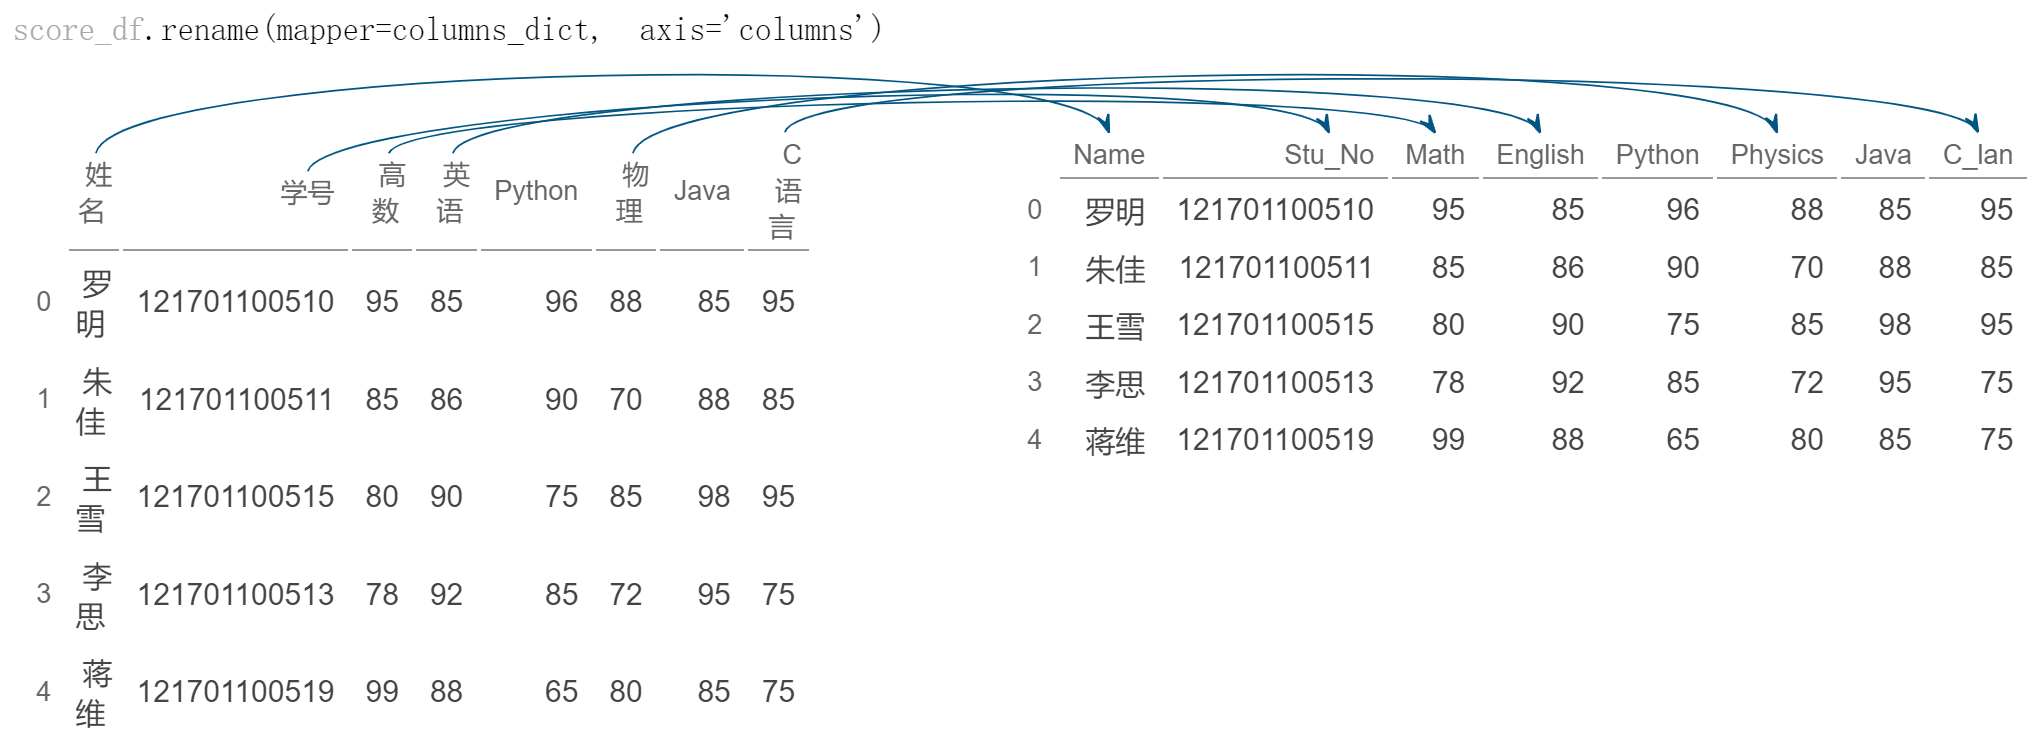 score_df.rename(mapper=columns_dict, axis='columns')
姓名 学号 高数 英语 Python 物理 Java C语言
0 罗明 121701100510 95 85 96 88 85 95
1 朱佳 121701100511 85 86 90 70 88 85
2 王雪 121701100515 80 90 75 85 98 95
3 李思 121701100513 78 92 85 72 95 75
4 蒋维 121701100519 99 88 65 80 85 75
Name Stu_No Math English Python Physics Java C_lan
0 罗明 121701100510 95 85 96 88 85 95
1 朱佳 121701100511 85 86 90 70 88 85
2 王雪 121701100515 80 90 75 85 98 95
3 李思 121701100513 78 92 85 72 95 75
4 蒋维 121701100519 99 88 65 80 85 75